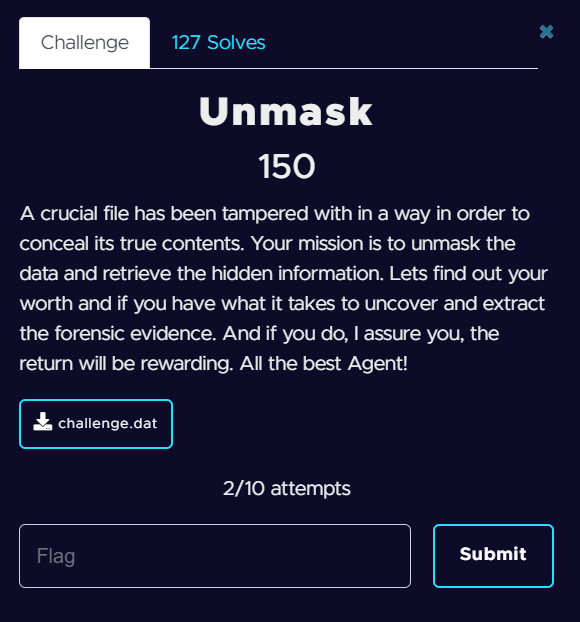 Challenge
127 Solves
Unmask
150
A crucial file has been tampered with in a way in order to
conceal its true contents. Your mission is to unmask the
data and retrieve the hidden information. Lets find out your
worth and if you have what it takes to uncover and extract
the forensic evidence. And if you do, I assure you, the
return will be rewarding. All the best Agent!
challenge.dat
2/10 attempts
Flag
Submit